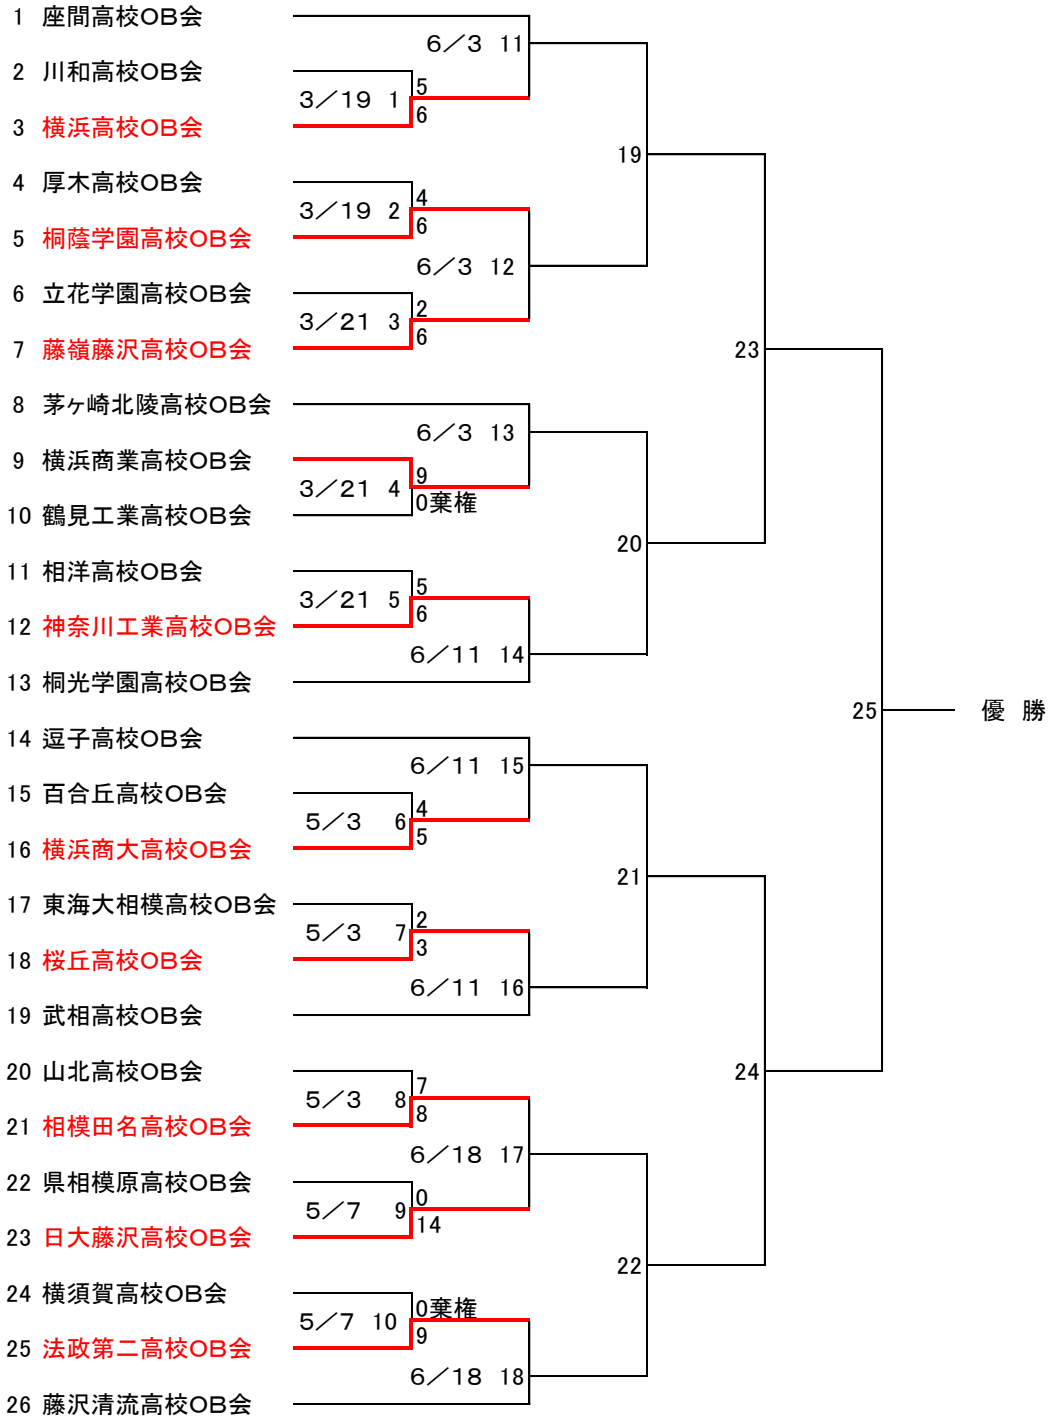 1 座間高校OB会
6／3 11
2 川和高校OB会
3／19 1
5
6
3 横浜高校OB会
19
4 厚木高校OB会
3／19 2
4
6
5 桐蔭学園高校OB会
6／3 12
6 立花学園高校OB会
3／21 3
2
6
7 藤嶺藤沢高校OB会
23
8 茅ヶ崎北陵高校OB会
6／3 13
9 横浜商業高校OB会
3／21 4
9
0棄権
10 鶴見工業高校OB会
20
11 相洋高校OB会
3／21 5
5
6
12 神奈川工業高校OB会
6／11 14
13 桐光学園高校OB会
25
優 勝
14 逗子高校OB会
6／11 15
15 百合丘高校OB会
5／3 6
4
5
16 横浜商大高校OB会
21
17 東海大相模高校OB会
5／3 7
2
3
18 桜丘高校OB会
6／11 16
19 武相高校OB会
20 山北高校OB会
24
5／3 8
7
8
21 相模田名高校OB会
6／18 17
22 県相模原高校OB会
5／7 9
0
14
23 日大藤沢高校OB会
22
24 横須賀高校OB会
5／7 10
0棄権
9
25 法政第二高校OB会
6／18 18
26 藤沢清流高校OB会